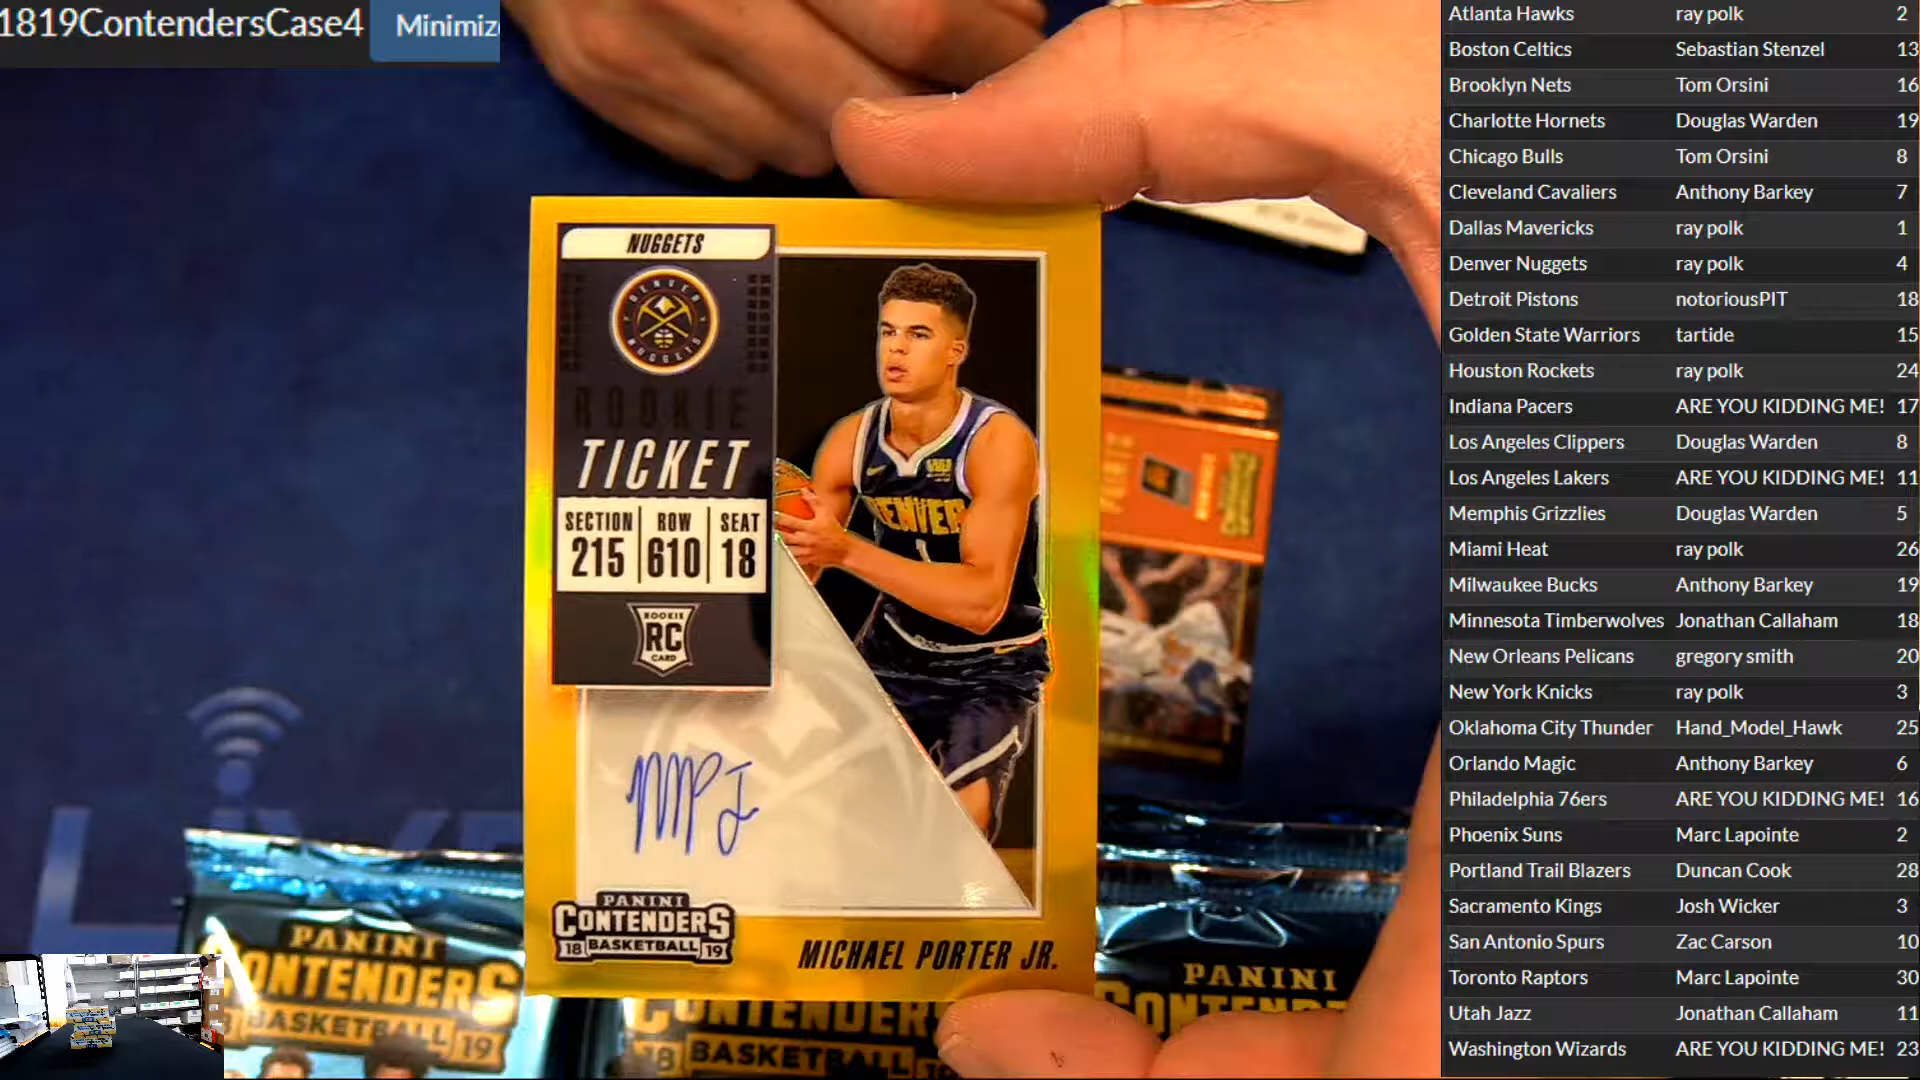 1819ContendersCase4
Minimiz
NUGGETS
DENVER
NUGGETS
ROOKIE
TICKET
SECTION ROW SEAT
215 610 18
ROOKIE
RC
CARD
DENVER
1
MPJ
PANINI
CONTENDERS
18 BASKETBALL 19
MICHAEL PORTER JR.
PANINI
CONTENDERS
BASKETBALL 19
CONTENDER
18 BASKETBALL 19
PANINI
Atlanta Hawks ray polk 2
Boston Celtics Sebastian Stenzel 13
Brooklyn Nets Tom Orsini 16
Charlotte Hornets Douglas Warden 19
Chicago Bulls Tom Orsini 8
Cleveland Cavaliers Anthony Barkey 7
Dallas Mavericks ray polk 1
Denver Nuggets ray polk 4
Detroit Pistons notoriousPIT 18
Golden State Warriors tartide 15
Houston Rockets ray polk 24
Indiana Pacers ARE YOU KIDDING ME! 17
Los Angeles Clippers Douglas Warden 8
Los Angeles Lakers ARE YOU KIDDING ME! 11
Memphis Grizzlies Douglas Warden 5
Miami Heat ray polk 26
Milwaukee Bucks Anthony Barkey 19
Minnesota Timberwolves Jonathan Callaham 18
New Orleans Pelicans gregory smith 20
New York Knicks ray polk 3
Oklahoma City Thunder Hand_Model_Hawk 25
Orlando Magic Anthony Barkey 6
Philadelphia 76ers ARE YOU KIDDING ME! 16
Phoenix Suns Marc Lapointe 2
Portland Trail Blazers Duncan Cook 28
Sacramento Kings Josh Wicker 3
San Antonio Spurs Zac Carson 10
Toronto Raptors Marc Lapointe 30
Utah Jazz Jonathan Callaham 11
Washington Wizards ARE YOU KIDDING ME! 23